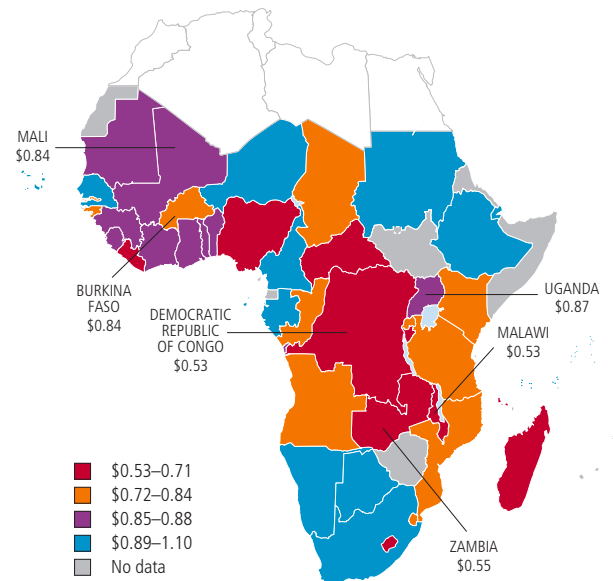 MALI
$0.84
BURKINA
FASO
$0.84
DEMOCRATIC
REPUBLIC
OF CONGO
$0.53
UGANDA
$0.87
MALAWI
$0.53
ZAMBIA
$0.55
$0.53–0.71
$0.72–0.84
$0.85–0.88
$0.89–1.10
No data